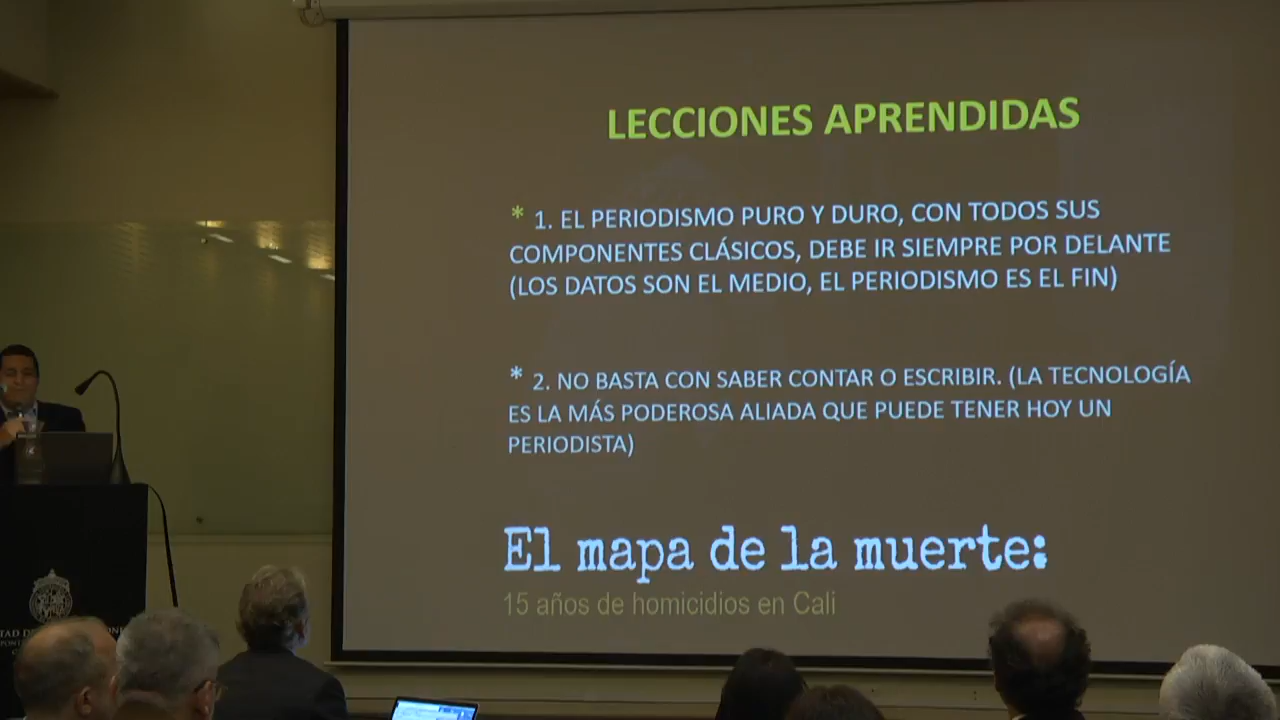 LECCIONES APRENDIDAS
* 1. EL PERIODISMO PURO Y DURO, CON TODOS SUS
COMPONENTES CLÁSICOS, DEBE IR SIEMPRE POR DELANTE
(LOS DATOS SON EL MEDIO, EL PERIODISMO ES EL FIN)
* 2. NO BASTA CON SABER CONTAR O ESCRIBIR. (LA TECNOLOGÍA
ES LA MÁS PODEROSA ALIADA QUE PUEDE TENER HOY UN
PERIODISTA)
El mapa de la muerte:
15 años de homicidios en Cali